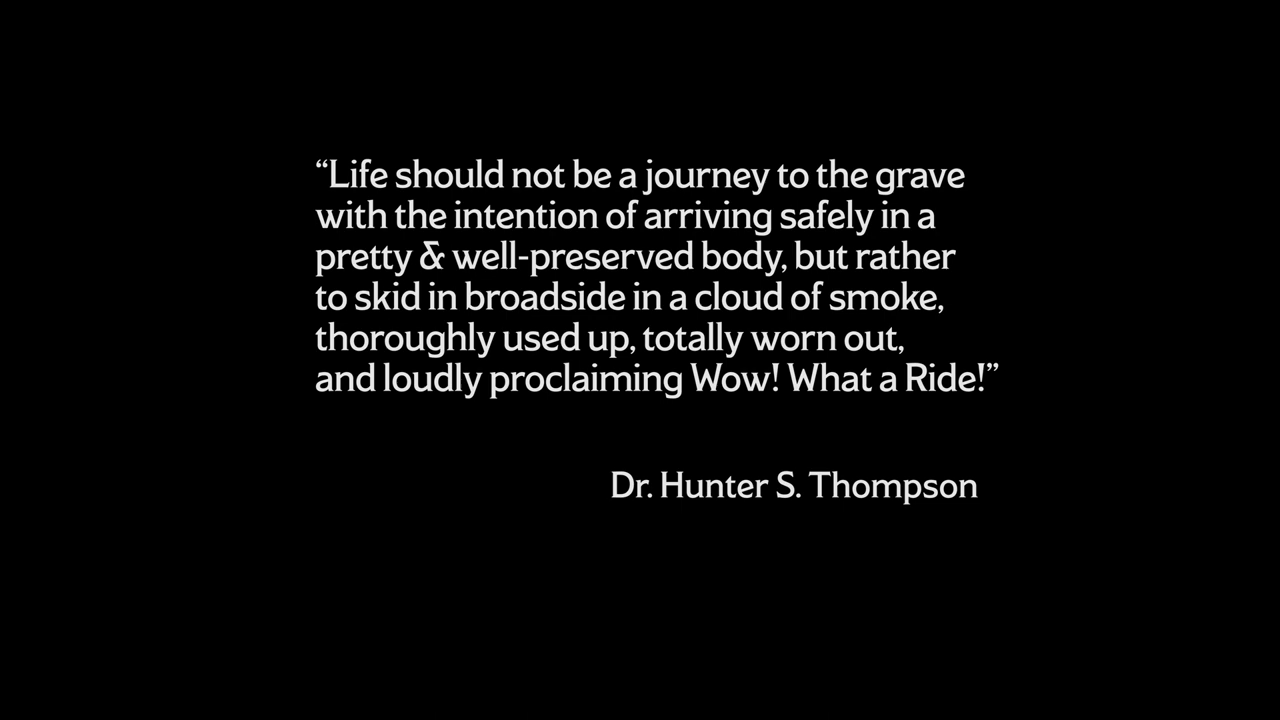 “Life should not be a journey to the grave
with the intention of arriving safely in a
pretty & well-preserved body, but rather
to skid in broadside in a cloud of smoke,
thoroughly used up, totally worn out,
and loudly proclaiming Wow! What a Ride!”
Dr. Hunter S. Thompson